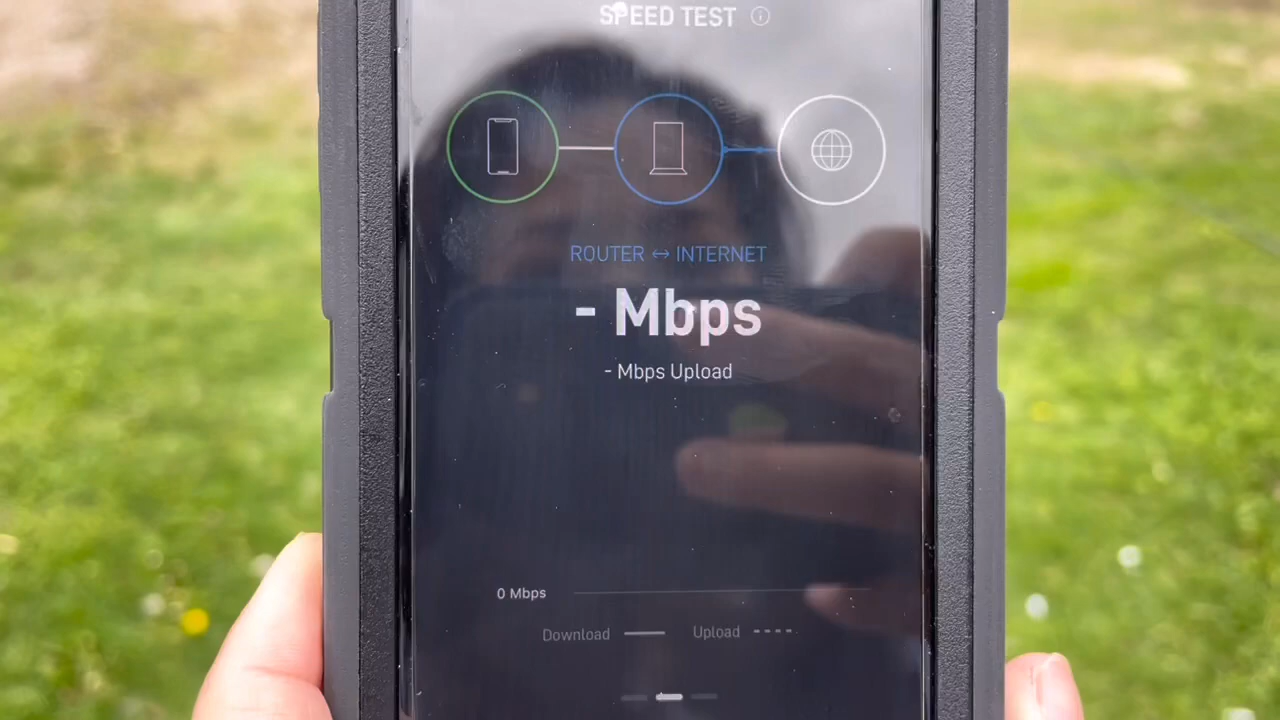 SPEED TEST
ROUTER ↔ INTERNET
- Mbps
- Mbps Upload
0 Mbps
Download Upload